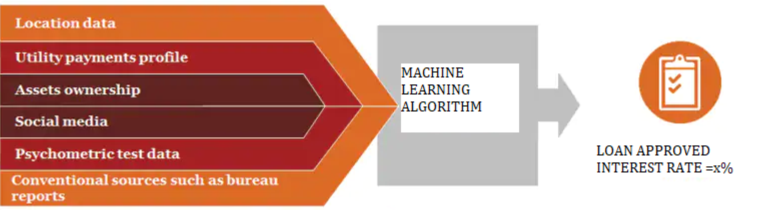 Location data
Utility payments profile
Assets ownership
Social media
Psychometric test data
Conventional sources such as bureau
reports
MACHINE
LEARNING
ALGORITHM
LOAN APPROVED
INTEREST RATE =x%